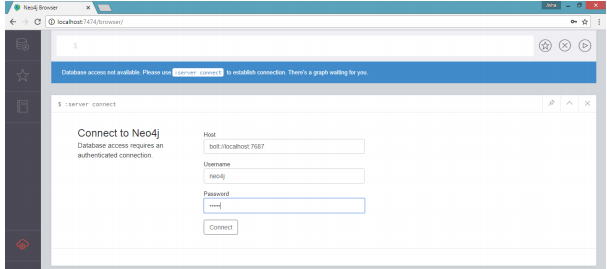 Neo4j Browser
localhost:7474/browser/
1
Database access not available. Please use :server connect to establish connection. There's a graph waiting for you.
$ :server connect
Connect to Neo4j
Database access requires an
authenticated connection.
Host
bolt://localhost:7687
Username
neo4j
Password
Connect